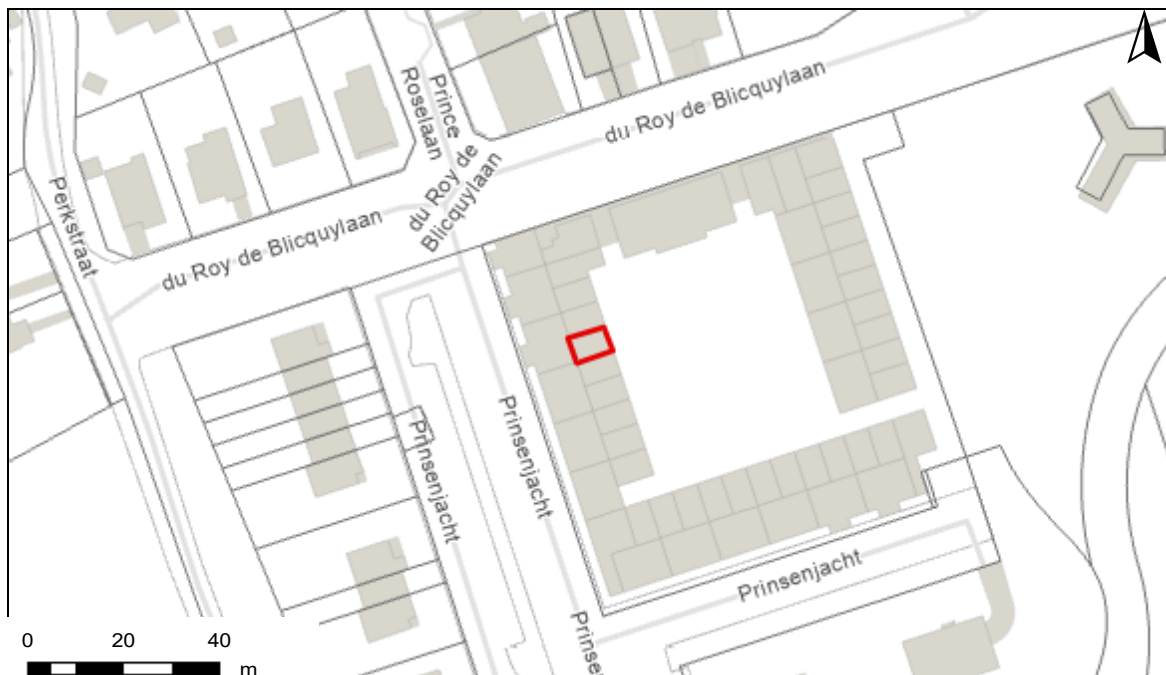 Prince
Roselaan
du Roy de Blicquylaan
du Roy de
Blicquylaan
Perkstraat
du Roy de Blicquylaan
Prinsenjacht
Prinsenjacht
Prinsenjacht
0 20 40
m